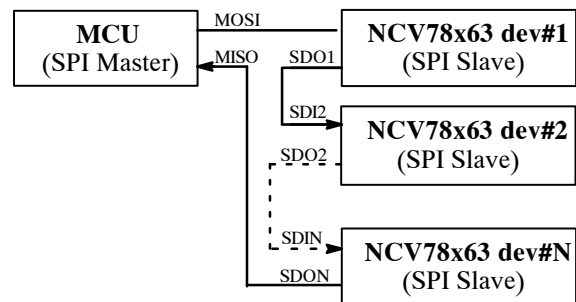 MCU
(SPI Master)
MOSI
MISO
NCV78x63 dev#1
(SPI Slave)
SDO1
SDI2
NCV78x63 dev#2
(SPI Slave)
SDO2
SDIN
NCV78x63 dev#N
(SPI Slave)
SDON